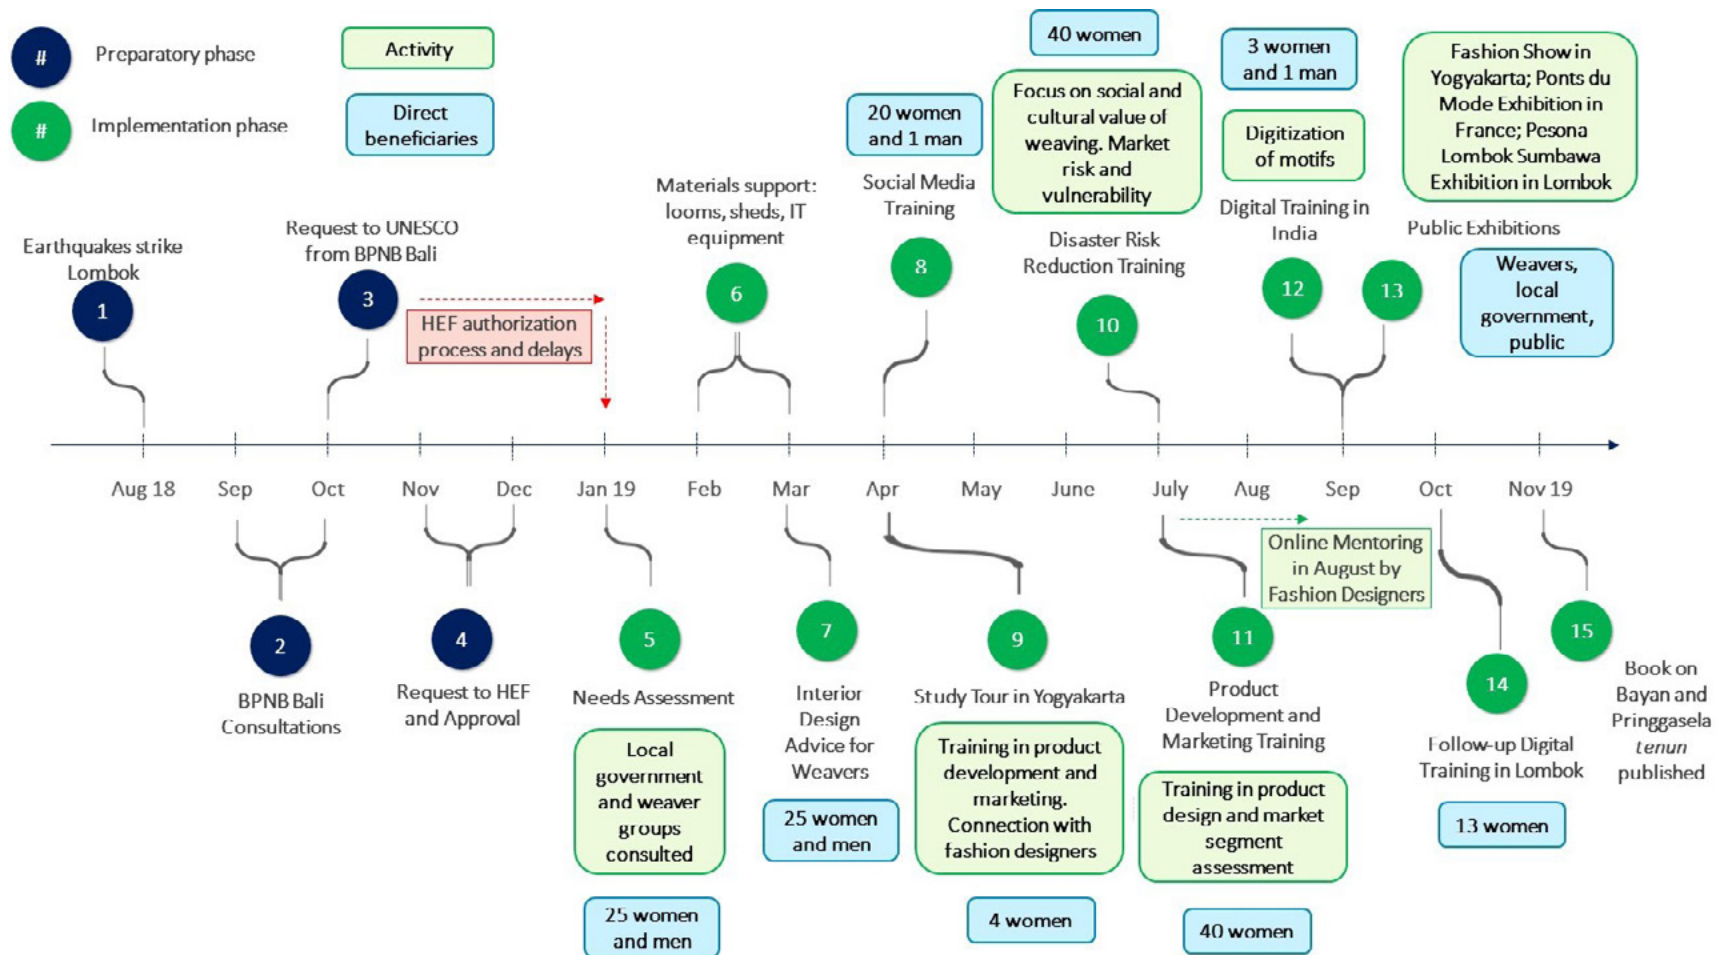 #
Preparatory phase
Activity
#
Implementation phase
Direct
beneficiaries
Earthquakes strike
Lombok
1
Request to UNESCO
from BPNB Bali
3
HEF authorization
process and delays
Materials support:
looms, sheds, IT
equipment
6
20 women
and 1 man
Social Media
Training
8
40 women
Focus on social and
cultural value of
weaving. Market
risk and
vulnerability
Disaster Risk
Reduction Training
10
3 women
and 1 man
Digitization
of motifs
Digital Training in
India
12
Fashion Show in
Yogyakarta; Ponts du
Mode Exhibition in
France; Pesona
Lombok Sumbawa
Exhibition in Lombok
Public Exhibitions
13
Weavers,
local
government,
public
Aug 18
Sep
Oct
Nov
Dec
Jan 19
Feb
Mar
Apr
May
June
July
Aug
Sep
Oct
Nov 19
2
BPNB Bali
Consultations
4
Request to HEF
and Approval
5
Needs Assessment
Local
government
and weaver
groups
consulted
25 women
and men
7
Interior
Design
Advice for
Weavers
25 women
and men
9
Study Tour in Yogyakarta
Training in product
development and
marketing.
Connection with
fashion designers
4 women
Online Mentoring
in August by
Fashion Designers
11
Product
Development and
Marketing Training
Training in product
design and market
segment
assessment
40 women
14
Follow-up Digital
Training in Lombok
13 women
15
Book on
Bayan and
Pringgasela
tenun
published